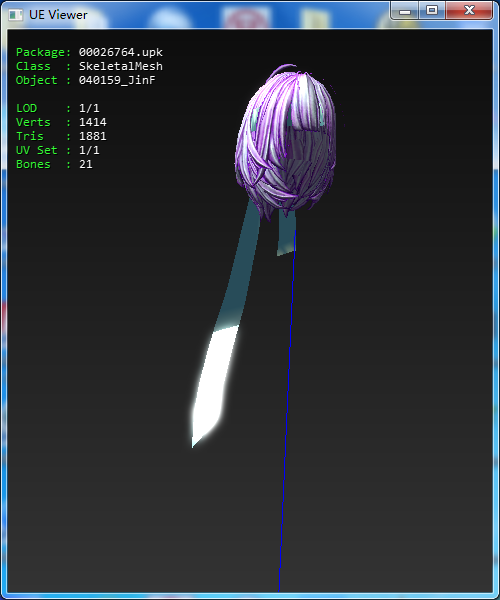 UE Viewer
Package: 00026764.upk
Class : SkeletalMesh
Object : 040159_JinF
LOD : 1/1
Verts : 1414
Tris : 1881
UV Set : 1/1
Bones : 21